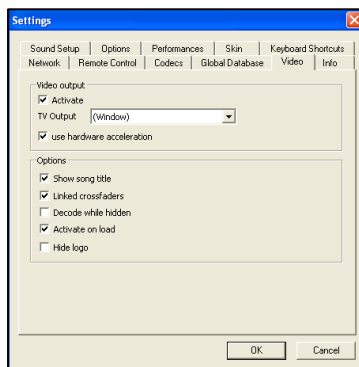 Settings
Sound Setup Options Performances Skin Keyboard Shortcuts
Network Remote Control Codecs Global Database Video Info
Video output
Activate
TV Output (Window)
use hardware acceleration
Options
Show song title
Linked crossfaders
Decode while hidden
Activate on load
Hide logo
OK Cancel